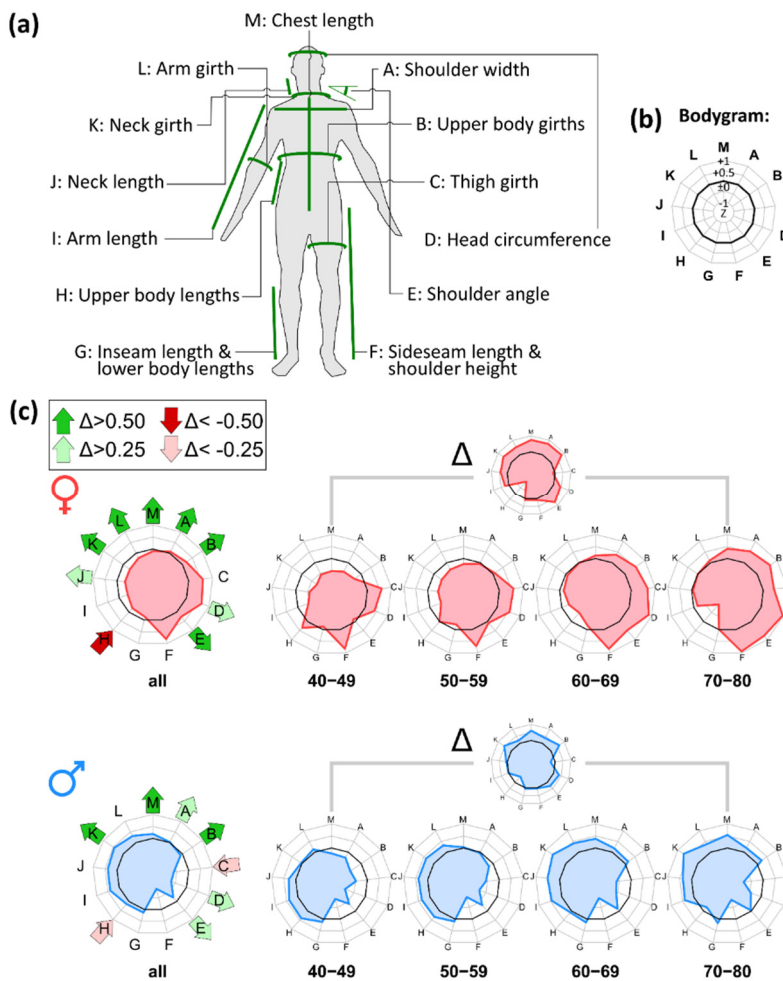 (a)
M: Chest length
L: Arm girth
A: Shoulder width
K: Neck girth
B: Upper body girths
J: Neck length
C: Thigh girth
I: Arm length
D: Head circumference
H: Upper body lengths
E: Shoulder angle
G: Inseam length &
lower body lengths
F: Sideseam length &
shoulder height
(b)
Bodygram:
M
L
A
K
B
J
I
D
H
E
G
F
+1
+0.5
±0
-1
Z
(c)
Δ>0.50
Δ< -0.50
Δ>0.25
Δ< -0.25
♀
M
L
A
K
B
J
C
I
D
H
E
G
F
all
Δ
M
L
A
K
B
J
C
I
D
H
E
G
F
M
L
A
K
B
J
C
I
D
H
E
G
F
40−49
M
L
A
K
B
J
C
I
D
H
E
G
F
50−59
M
L
A
K
B
J
C
I
D
H
E
G
F
60−69
M
L
A
K
B
J
C
I
D
H
E
G
F
70−80
♂
M
L
A
K
B
J
C
I
D
H
E
G
F
all
Δ
M
L
A
K
B
J
C
I
D
H
E
G
F
M
L
A
K
B
J
C
I
D
H
E
G
F
40−49
M
L
A
K
B
J
C
I
D
H
E
G
F
50−59
M
L
A
K
B
J
C
I
D
H
E
G
F
60−69
M
L
A
K
B
J
C
I
D
H
E
G
F
70−80